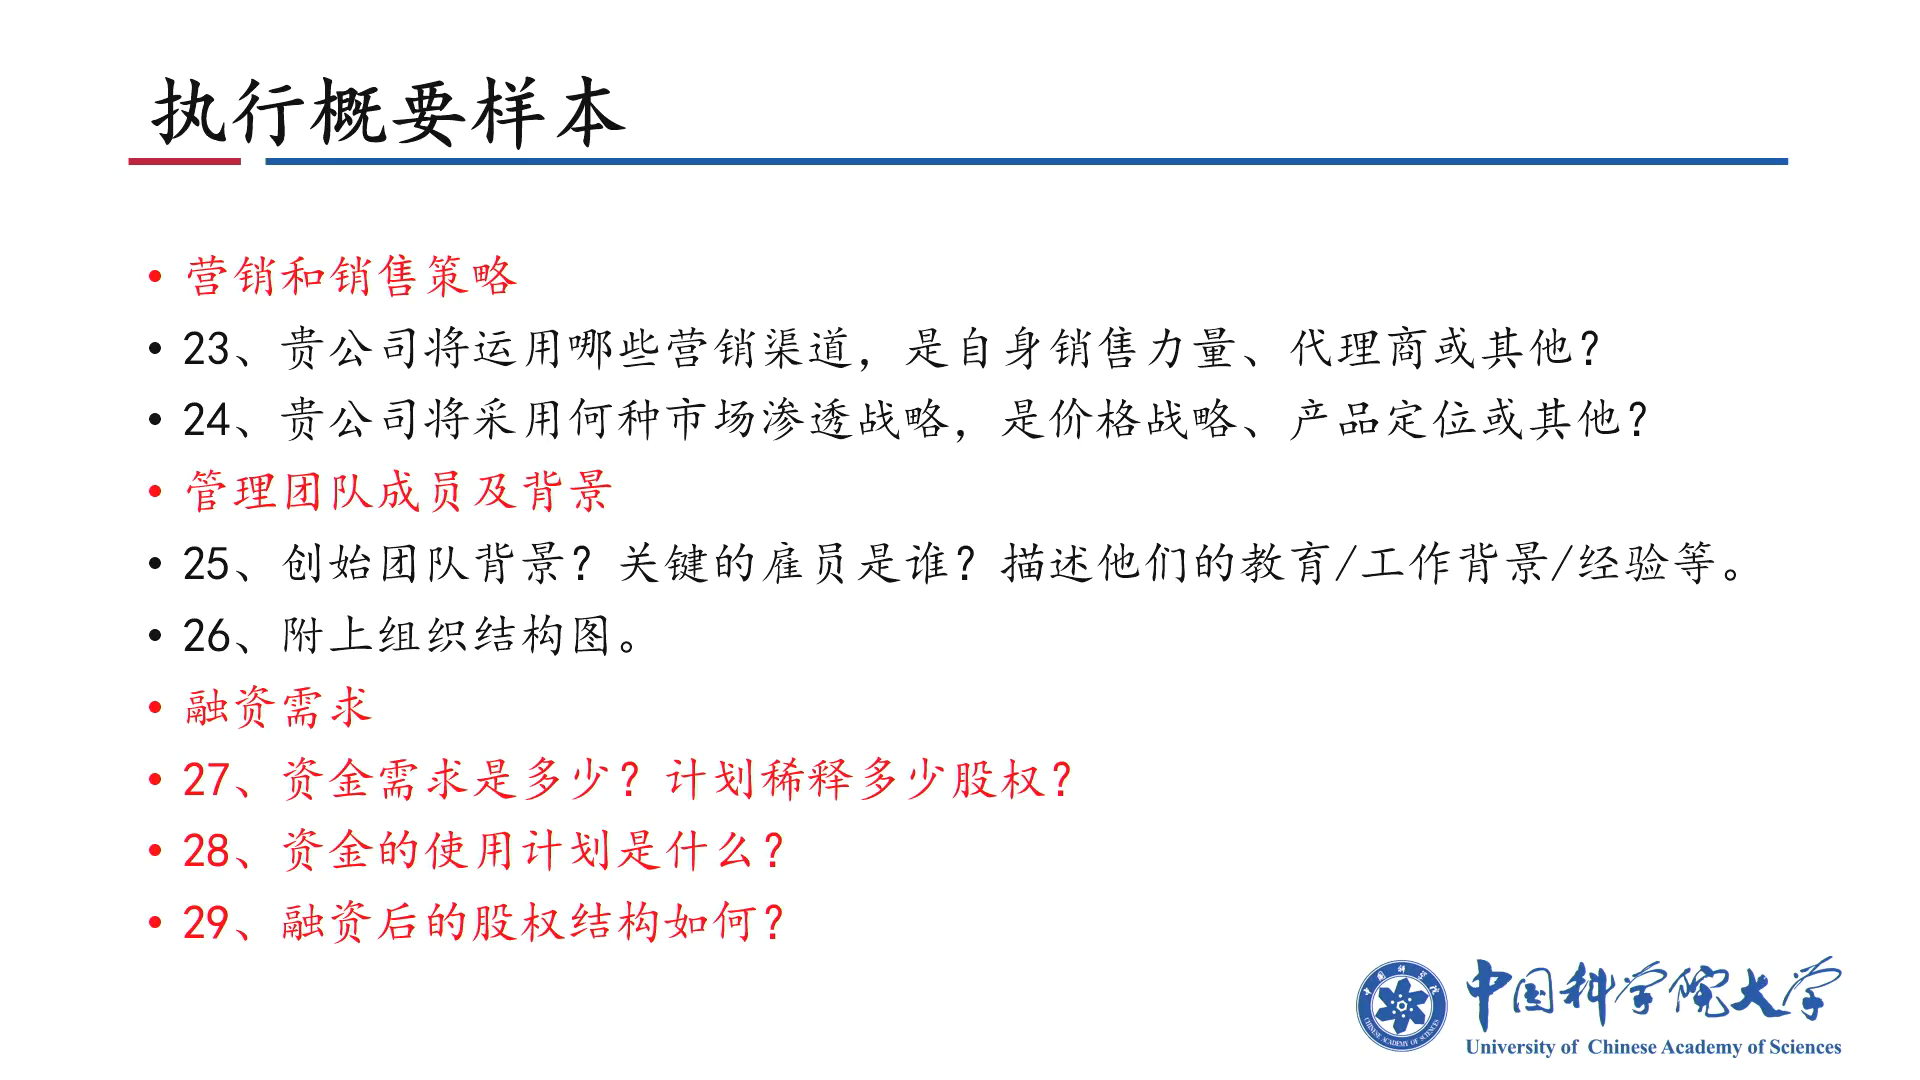 执行概要样本
• 营销和销售策略
• 23、贵公司将运用哪些营销渠道，是自身销售力量、代理商或其他？
• 24、贵公司将采用何种市场渗透战略，是价格战略、产品定位或其他？
• 管理团队成员及背景
• 25、创始团队背景？关键的雇员是谁？描述他们的教育/工作背景/经验等。
• 26、附上组织结构图。
• 融资需求
• 27、资金需求是多少？计划稀释多少股权？
• 28、资金的使用计划是什么？
• 29、融资后的股权结构如何？
中国科学院大学
University of Chinese Academy of Sciences
中国科学院
CHINESE ACADEMY OF SCIENCES